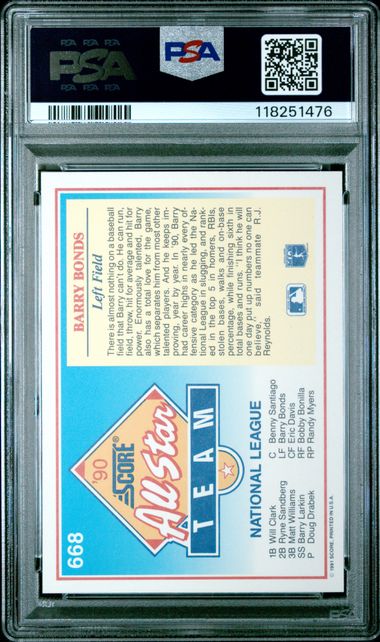 PSA
PSA
118251476
668
'90
SCORE®
All-Star
TEAM
NATIONAL LEAGUE
1B Will Clark
2B Ryne Sandberg
3B Matt Williams
SS Barry Larkin
P Doug Drabek
C Benny Santiago
LF Barry Bonds
CF Eric Davis
RF Bobby Bonilla
RP Randy Myers
© 1991 SCORE, PRINTED IN U.S.A.
BARRY BONDS
Left Field
There is almost nothing on a baseball
field that Barry can't do. He can run,
field, throw, hit for average and hit for
power. Enormously talented, Barry
also has a total love for the game,
which separates him from most other
talented players. And he keeps im-
proving, year by year. In '90, Barry
had career highs in nearly every of-
fensive category as he led the Na-
tional League in slugging, and rank-
ed in the top 5 in homers, RBIs,
stolen bases, walks and on-base
percentage, while finishing sixth in
total bases and runs. "I think he will
one day put up numbers no one can
believe," said teammate R.J.
Reynolds.